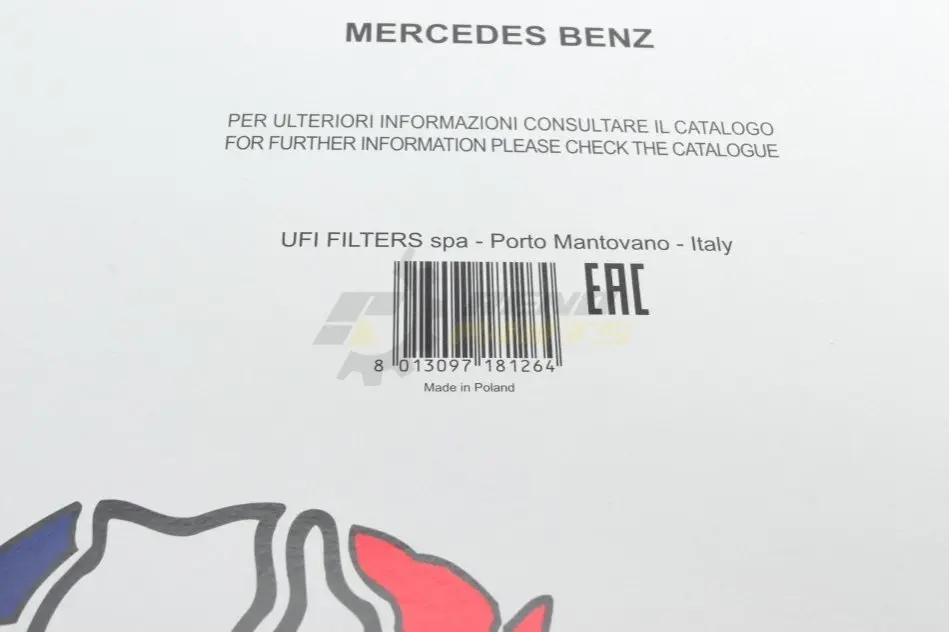 MERCEDES BENZ
PER ULTERIORI INFORMAZIONI CONSULTARE IL CATALOGO
FOR FURTHER INFORMATION PLEASE CHECK THE CATALOGUE
UFI FILTERS spa - Porto Mantovano - Italy
EAC
8 013097 181264
Made in Poland